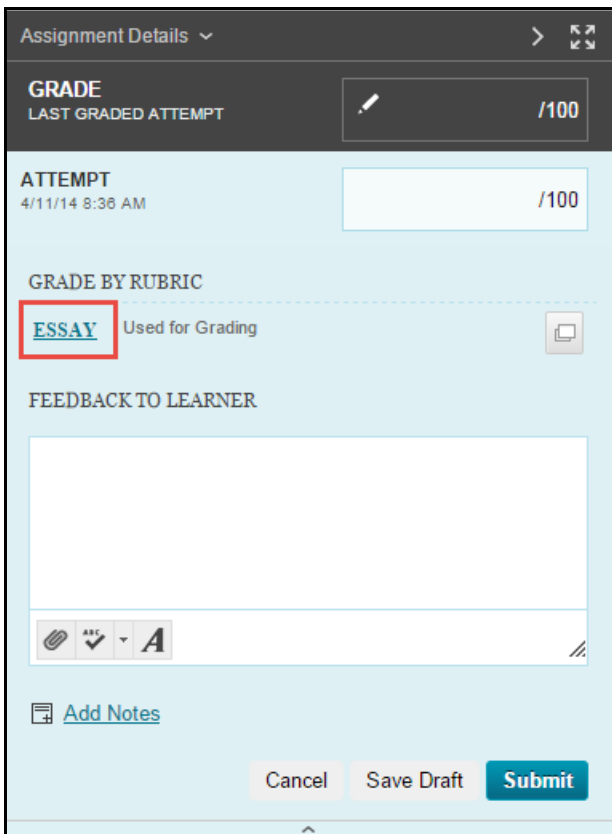 Assignment Details
GRADE
LAST GRADED ATTEMPT
/100
ATTEMPT
4/11/14 8:36 AM
/100
GRADE BY RUBRIC
ESSAY Used for Grading
FEEDBACK TO LEARNER
ABC A
Add Notes
Cancel Save Draft Submit